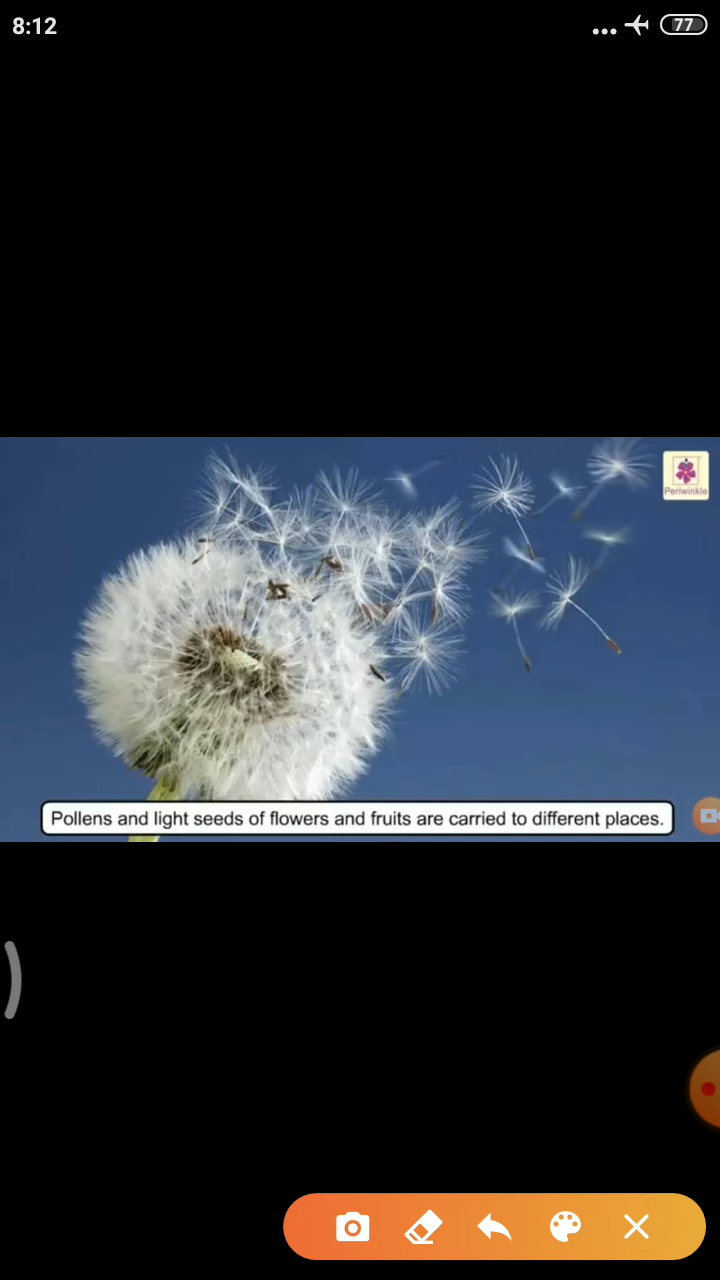 8:12
77
Periwinkle
Pollens and light seeds of flowers and fruits are carried to different places.